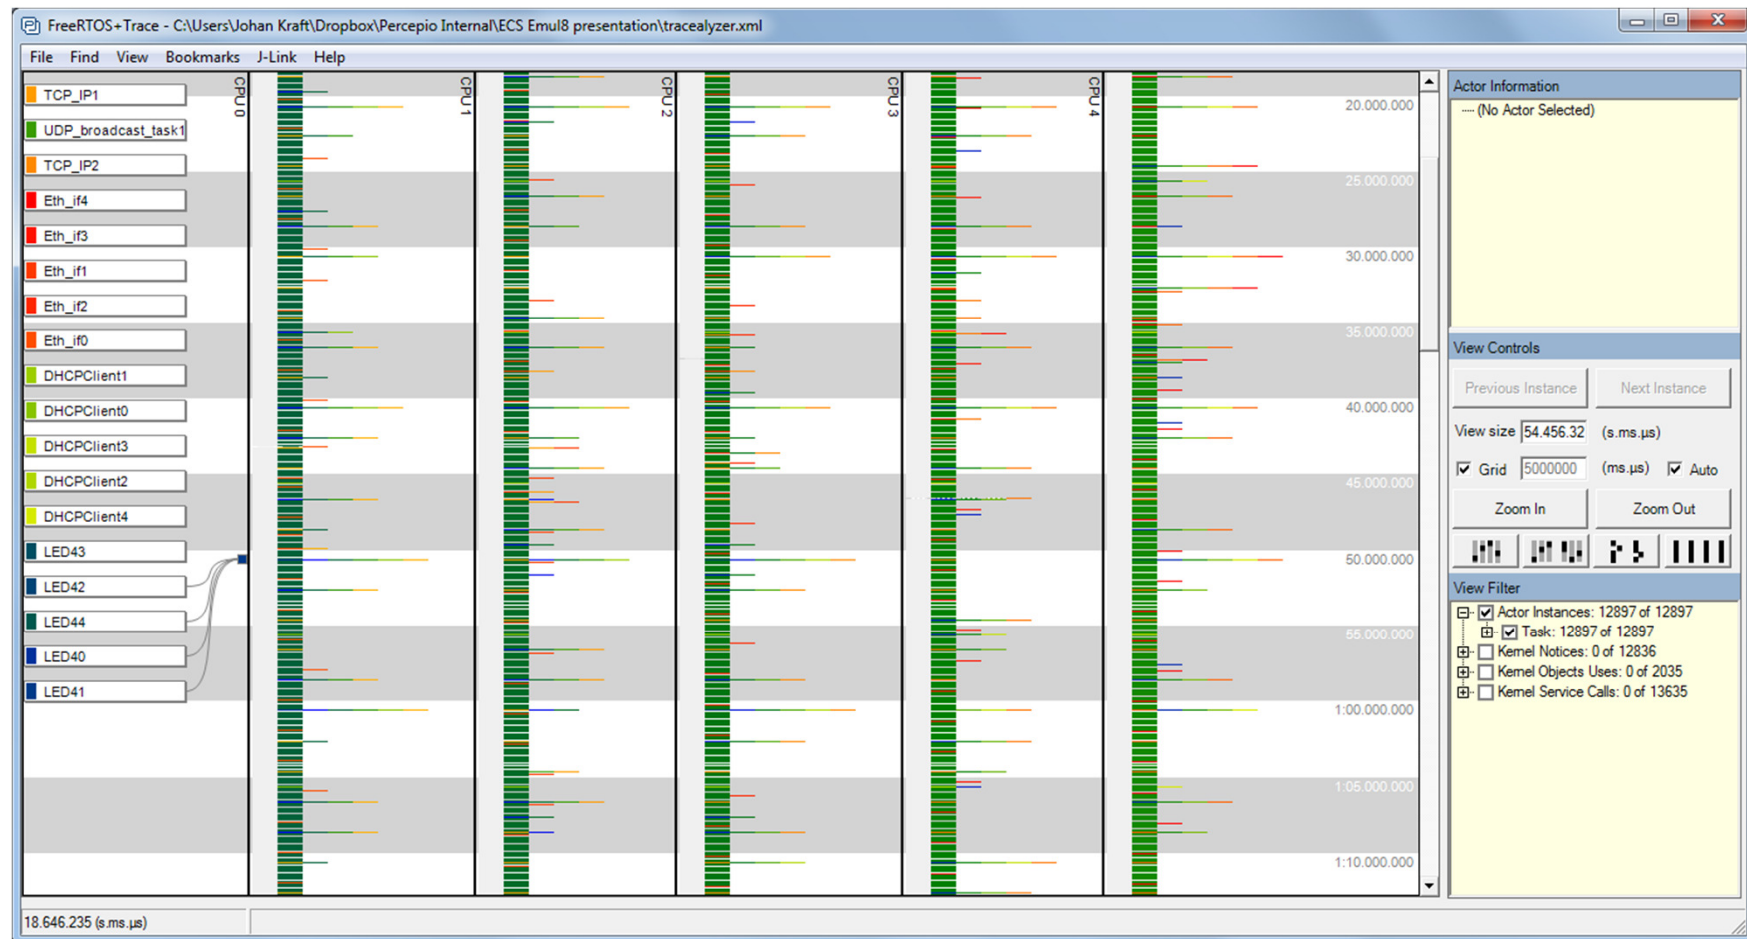 FreeRTOS+Trace - C:\Users\Johan Kraft\Dropbox\Percepio Internal\ECS Emul8 presentation\tracealyzer.xml
File Find View Bookmarks J-Link Help
TCP_IP1
UDP_broadcast_task1
TCP_IP2
Eth_if4
Eth_if3
Eth_if1
Eth_if2
Eth_if0
DHCPClient1
DHCPClient0
DHCPClient3
DHCPClient2
DHCPClient4
LED43
LED42
LED44
LED40
LED41
CPU 0
CPU 1
CPU 2
CPU 3
CPU 4
20.000.000
25.000.000
30.000.000
35.000.000
40.000.000
45.000.000
50.000.000
55.000.000
1:00.000.000
1:05.000.000
1:10.000.000
Actor Information
(No Actor Selected)
View Controls
Previous Instance Next Instance
View size 54.456.32 (s.ms.µs)
Grid 5000000 (ms.µs) Auto
Zoom In Zoom Out
View Filter
Actor Instances: 12897 of 12897
Task: 12897 of 12897
Kernel Notices: 0 of 12836
Kernel Objects Uses: 0 of 2035
Kernel Service Calls: 0 of 13635
18.646.235 (s.ms.µs)